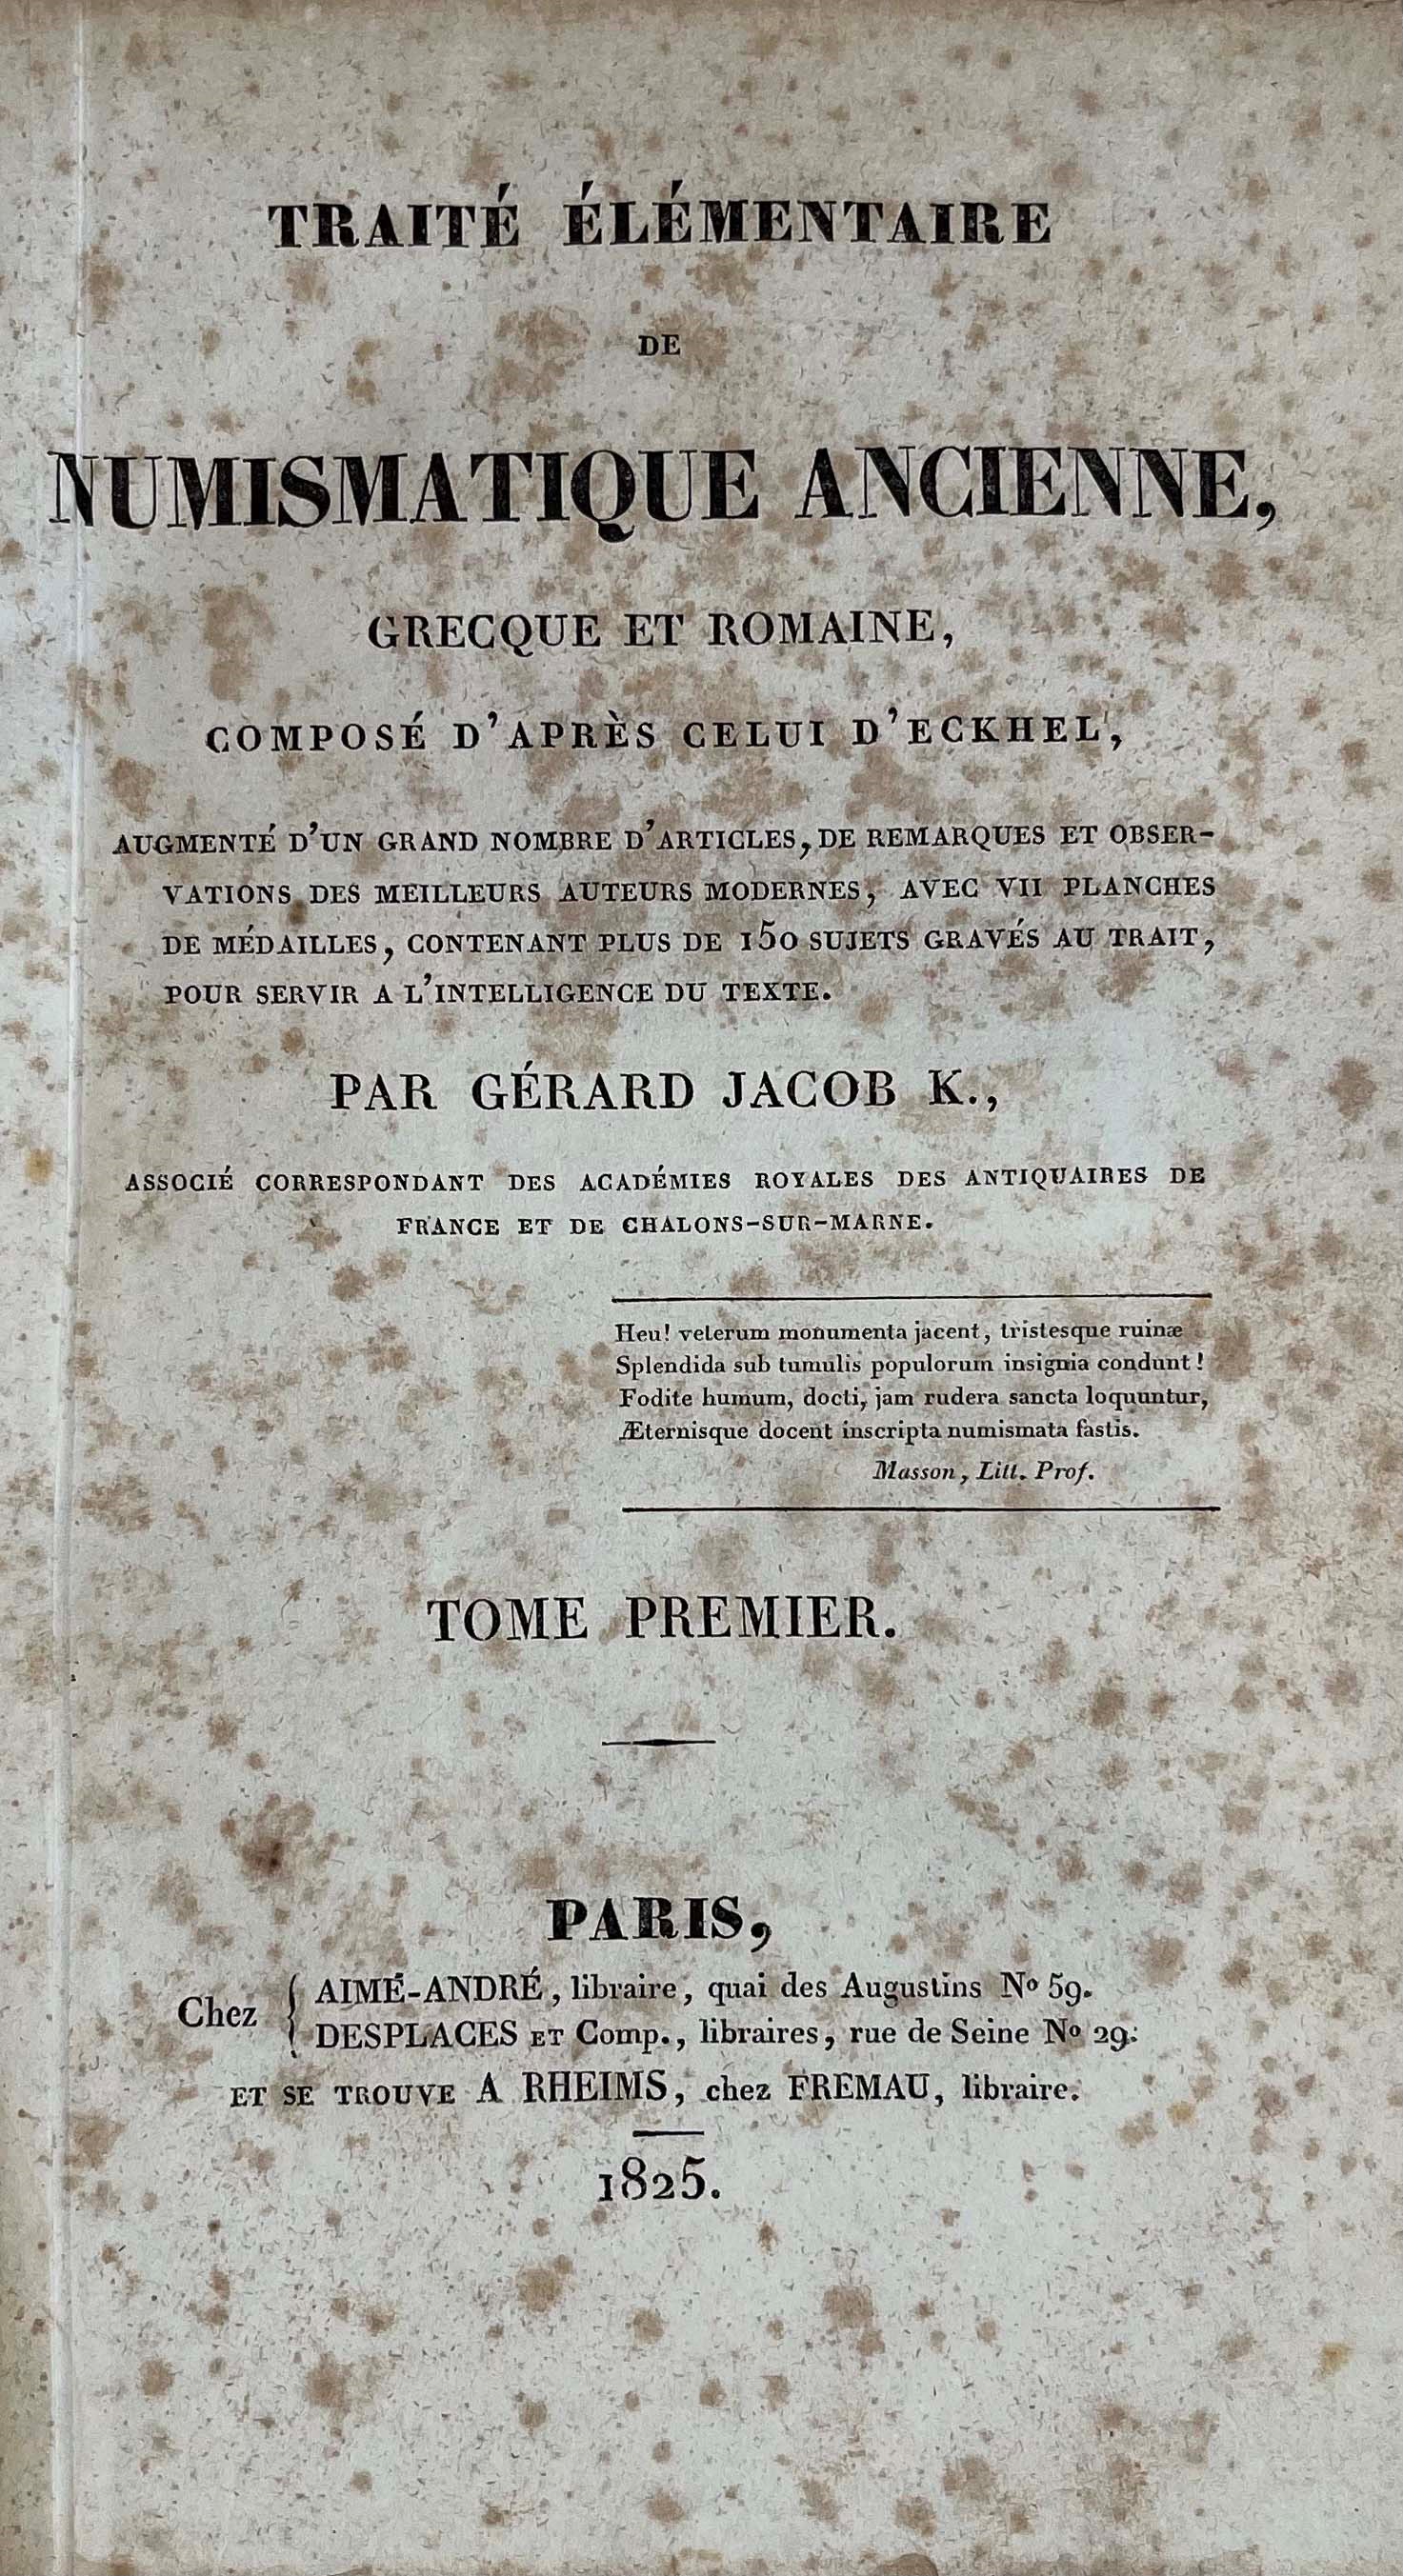 TRAITÉ ÉLÉMENTAIRE
DE
NUMISMATIQUE ANCIENNE,
GRECQUE ET ROMAINE,
COMPOSÉ D'APRÈS CELUI D'ECKHEL,
AUGMENTÉ D'UN GRAND NOMBRE D'ARTICLES, DE REMARQUES ET OBSER-
VATIONS DES MEILLEURS AUTEURS MODERNES, AVEC VII PLANCHES
DE MÉDAILLES, CONTENANT PLUS DE 150 SUJETS GRAVÉS AU TRAIT,
POUR SERVIR A L'INTELLIGENCE DU TEXTE.
PAR GÉRARD JACOB K.,
ASSOCIÉ CORRESPONDANT DES ACADÉMIES ROYALES DES ANTIQUAIRES DE
FRANCE ET DE CHALONS-SUR-MARNE.
Heu! veterum monumenta jacent, tristesque ruinæ
Splendida sub tumulis populorum insignia condunt!
Fodite humum, docti, jam rudera sancta loquuntur,
Æternisque docent inscripta numismata fastis.
Masson, Litt. Prof.
TOME PREMIER.
PARIS,
Chez { AIMÉ-ANDRÉ, libraire, quai des Augustins No 59.
DESPLACES ET Comp., libraires, rue de Seine No 29.
ET SE TROUVE A RHEIMS, chez FREMAU, libraire.
1825.